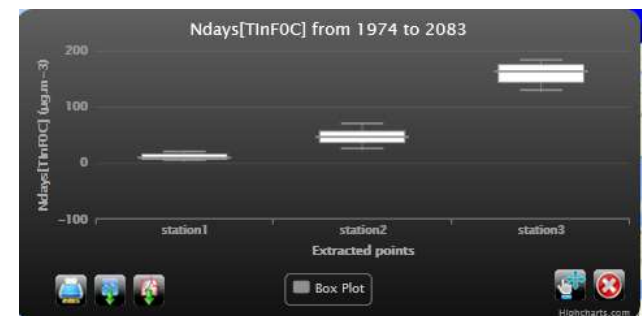 Ndays[TInF0C] from 1974 to 2083
Ndays[TInF0C] (µg.m−3)
200
100
0
−100
station1
station2
station3
Extracted points
Box Plot
Highcharts.com